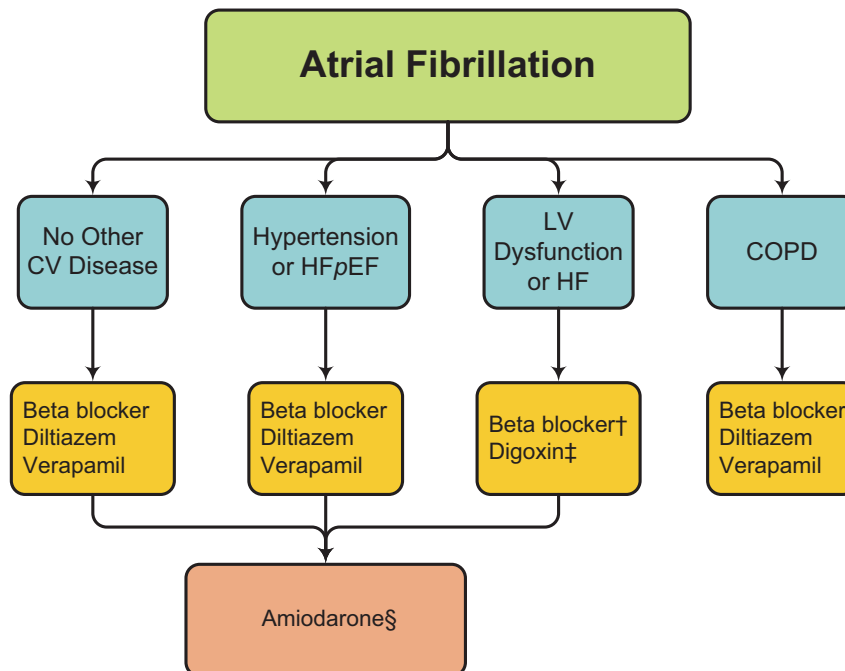 Atrial Fibrillation
No Other
CV Disease
Hypertension
or HFpEF
LV
Dysfunction
or HF
COPD
Beta blocker
Diltiazem
Verapamil
Beta blocker
Diltiazem
Verapamil
Beta blocker†
Digoxin‡
Beta blocker
Diltiazem
Verapamil
Amiodarone§